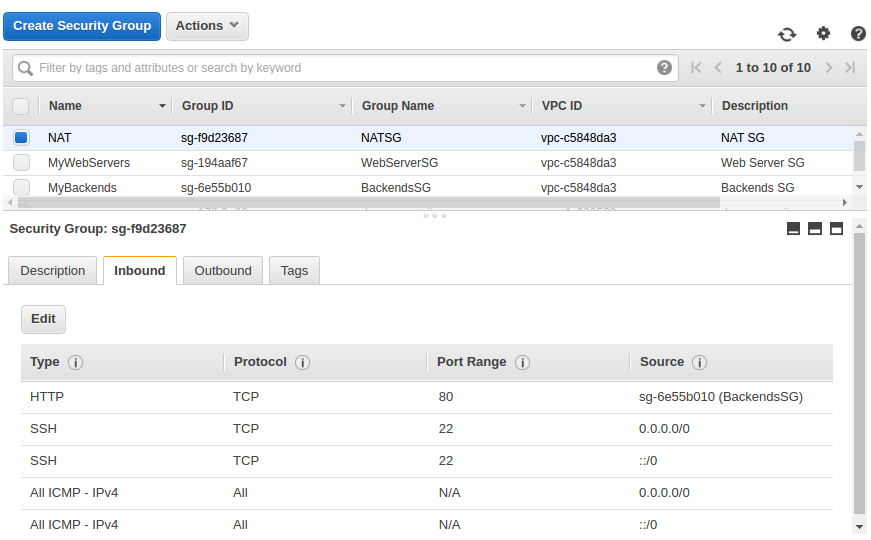 Create Security Group Actions
Filter by tags and attributes or search by keyword 1 to 10 of 10
Name Group ID Group Name VPC ID Description
NAT sg-f9d23687 NATSG vpc-c5848da3 NAT SG
MyWebServers sg-194aaf67 WebServerSG vpc-c5848da3 Web Server SG
MyBackends sg-6e55b010 BackendsSG vpc-c5848da3 Backends SG
Security Group: sg-f9d23687
Description Inbound Outbound Tags
Edit
Type Protocol Port Range Source
HTTP TCP 80 sg-6e55b010 (BackendsSG)
SSH TCP 22 0.0.0.0/0
SSH TCP 22 ::/0
All ICMP - IPv4 All N/A 0.0.0.0/0
All ICMP - IPv4 All N/A ::/0